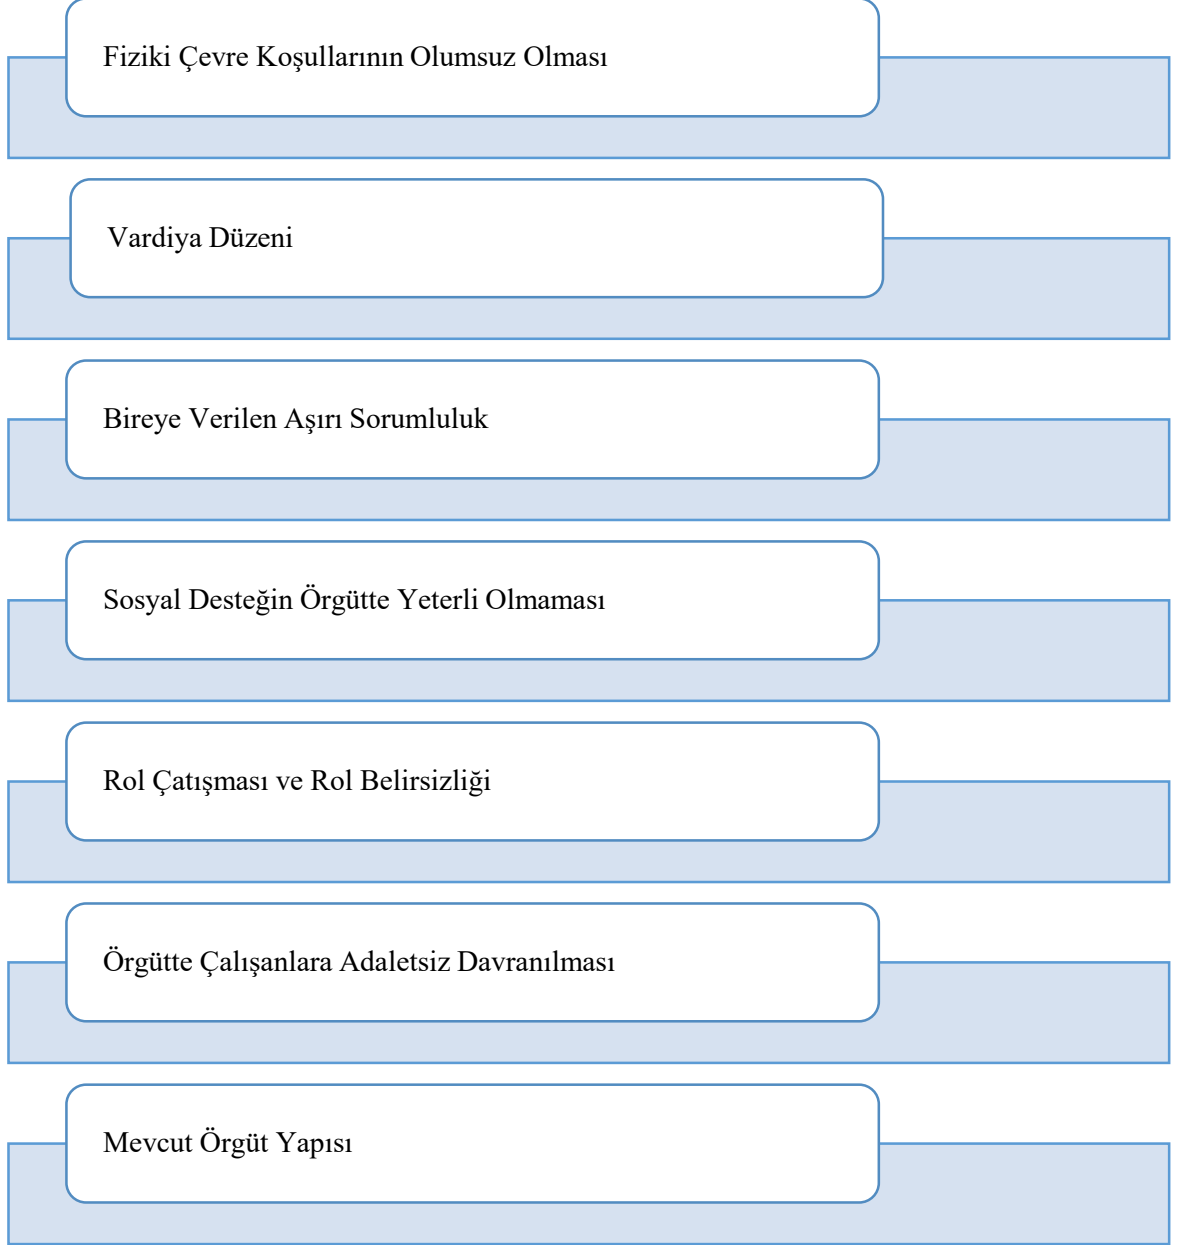 Fiziki Çevre Koşullarının Olumsuz Olması
Vardiya Düzeni
Bireye Verilen Aşırı Sorumluluk
Sosyal Desteğin Örgütte Yeterli Olmaması
Rol Çatışması ve Rol Belirsizliği
Örgütte Çalışanlara Adaletsiz Davranılması
Mevcut Örgüt Yapısı